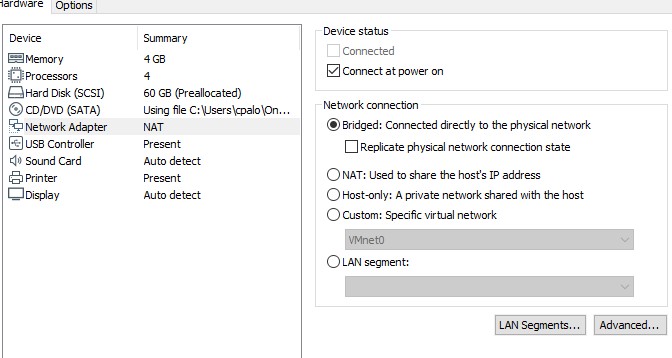 Hardware Options
Device Summary
Memory 4 GB
Processors 4
Hard Disk (SCSI) 60 GB (Preallocated)
CD/DVD (SATA) Using file C:\Users\cpalo\On...
Network Adapter NAT
USB Controller Present
Sound Card Auto detect
Printer Present
Display Auto detect
Device status
Connected
Connect at power on
Network connection
Bridged: Connected directly to the physical network
Replicate physical network connection state
NAT: Used to share the host's IP address
Host-only: A private network shared with the host
Custom: Specific virtual network
VMnet0
LAN segment:
LAN Segments... Advanced...